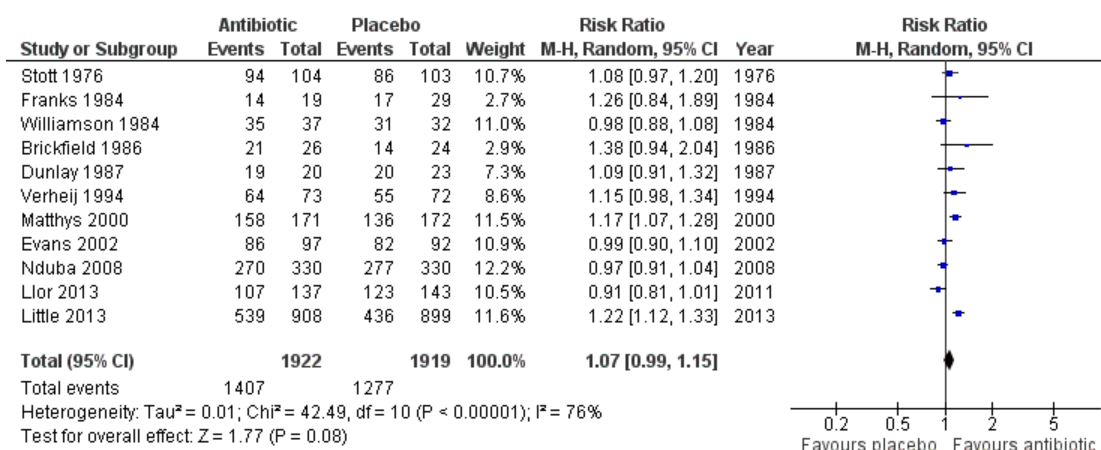 Antibiotic Placebo Risk Ratio Risk Ratio
Study or Subgroup Events Total Events Total Weight M-H, Random, 95% CI Year M-H, Random, 95% CI
Stott 1976 94 104 86 103 10.7% 1.08 [0.97, 1.20] 1976
Franks 1984 14 19 17 29 2.7% 1.26 [0.84, 1.89] 1984
Williamson 1984 35 37 31 32 11.0% 0.98 [0.88, 1.08] 1984
Brickfield 1986 21 26 14 24 2.9% 1.38 [0.94, 2.04] 1986
Dunlay 1987 19 20 20 23 7.3% 1.09 [0.91, 1.32] 1987
Verheij 1994 64 73 55 72 8.6% 1.15 [0.98, 1.34] 1994
Matthys 2000 158 171 136 172 11.5% 1.17 [1.07, 1.28] 2000
Evans 2002 86 97 82 92 10.9% 0.99 [0.90, 1.10] 2002
Nduba 2008 270 330 277 330 12.2% 0.97 [0.91, 1.04] 2008
Llor 2013 107 137 123 143 10.5% 0.91 [0.81, 1.01] 2011
Little 2013 539 908 436 899 11.6% 1.22 [1.12, 1.33] 2013
Total (95% CI) 1922 1919 100.0% 1.07 [0.99, 1.15]
Total events 1407 1277
Heterogeneity: Tau² = 0.01; Chi² = 42.49, df = 10 (P < 0.00001); I² = 76%
Test for overall effect: Z = 1.77 (P = 0.08)
0.2 0.5 1 2 5
Favours placebo Favours antibiotic